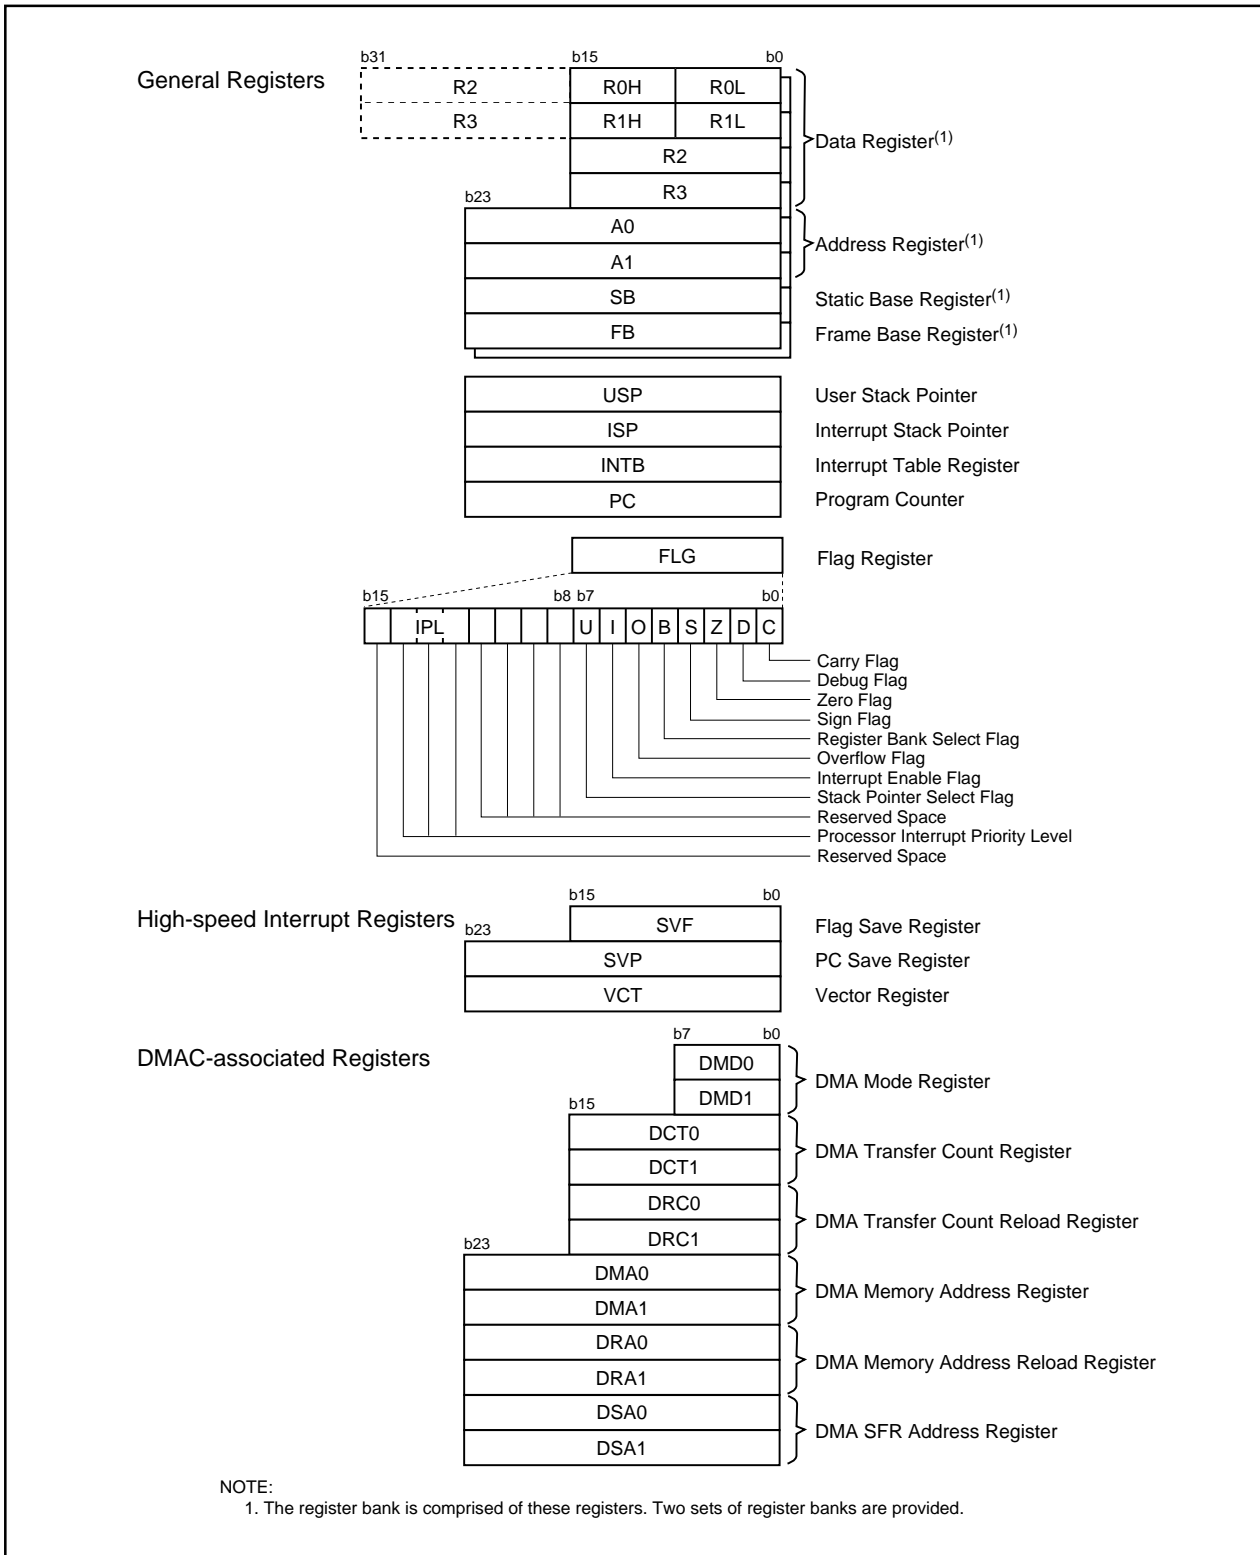 b31 b15 b0
General Registers R2 R0H R0L
R3 R1H R1L
Data Register(1)
R2
R3
b23
A0
Address Register(1)
A1
SB Static Base Register(1)
FB Frame Base Register(1)
USP User Stack Pointer
ISP Interrupt Stack Pointer
INTB Interrupt Table Register
PC Program Counter
FLG Flag Register
b15 b8 b7 b0
IPL U I O B S Z D C
Carry Flag
Debug Flag
Zero Flag
Sign Flag
Register Bank Select Flag
Overflow Flag
Interrupt Enable Flag
Stack Pointer Select Flag
Reserved Space
Processor Interrupt Priority Level
Reserved Space
b15 b0
High-speed Interrupt Registers SVF Flag Save Register
b23
SVP PC Save Register
VCT Vector Register
b7 b0
DMAC-associated Registers DMD0
DMA Mode Register
DMD1
b15
DCT0
DMA Transfer Count Register
DCT1
DRC0
DMA Transfer Count Reload Register
DRC1
b23
DMA0
DMA Memory Address Register
DMA1
DRA0
DMA Memory Address Reload Register
DRA1
DSA0
DMA SFR Address Register
DSA1
NOTE:
1. The register bank is comprised of these registers. Two sets of register banks are provided.